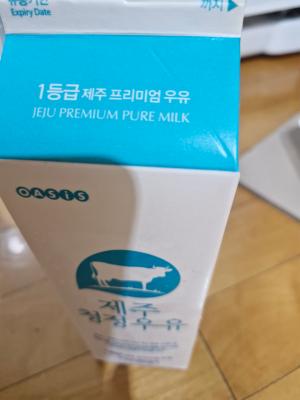 유통기한
Expiry Date
까지
1등급 제주 프리미엄 우유
JEJU PREMIUM PURE MILK
OASIS
제주
청정우유